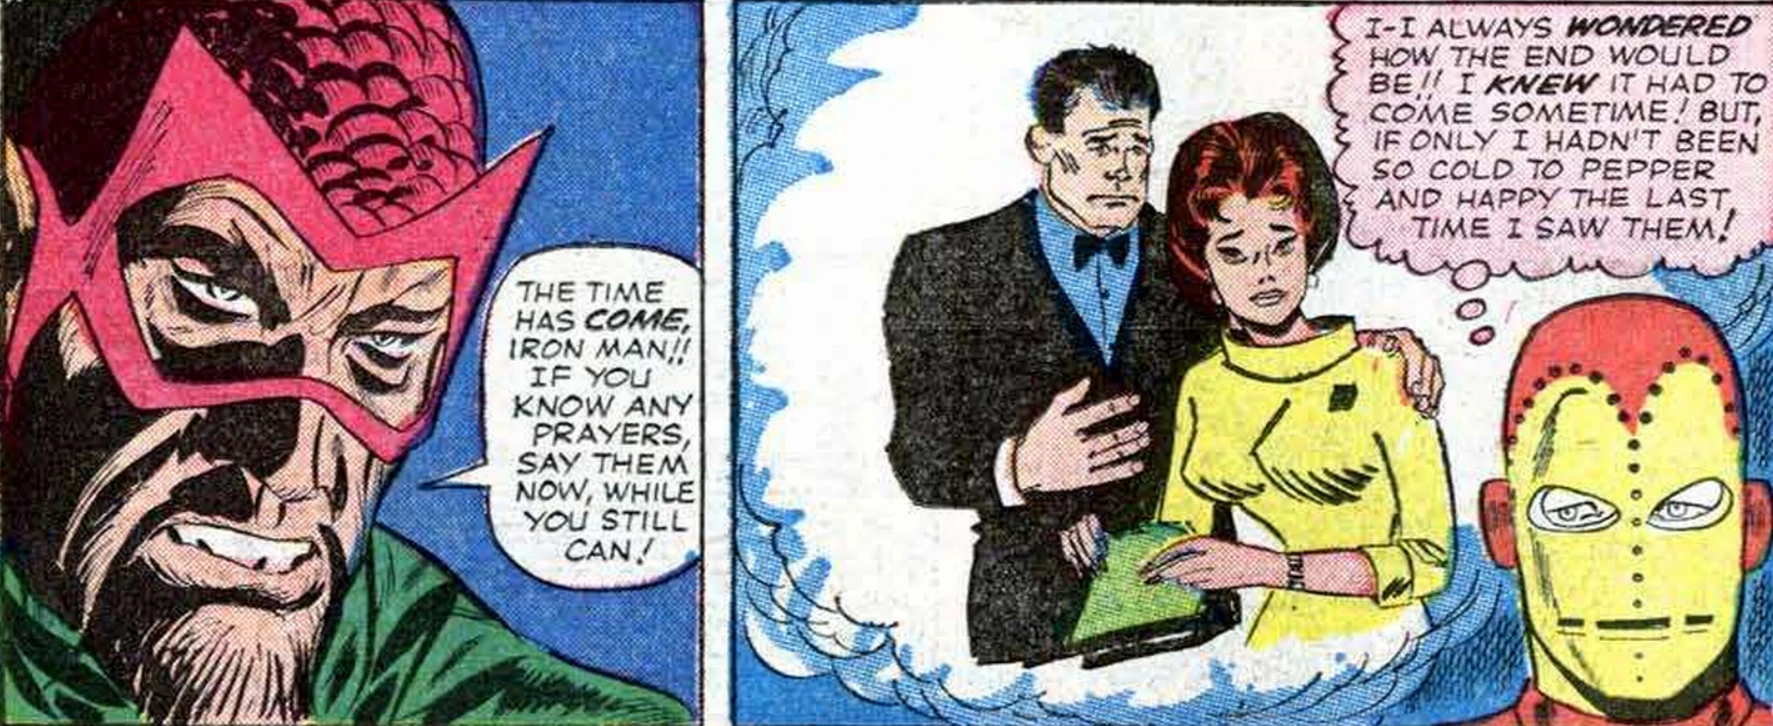 THE TIME
HAS COME,
IRON MAN!!
IF YOU
KNOW ANY
PRAYERS,
SAY THEM
NOW, WHILE
YOU STILL
CAN!
I-I ALWAYS WONDERED
HOW THE END WOULD
BE!! I KNEW IT HAD TO
COME SOMETIME! BUT,
IF ONLY I HADN'T BEEN
SO COLD TO PEPPER
AND HAPPY THE LAST
TIME I SAW THEM!